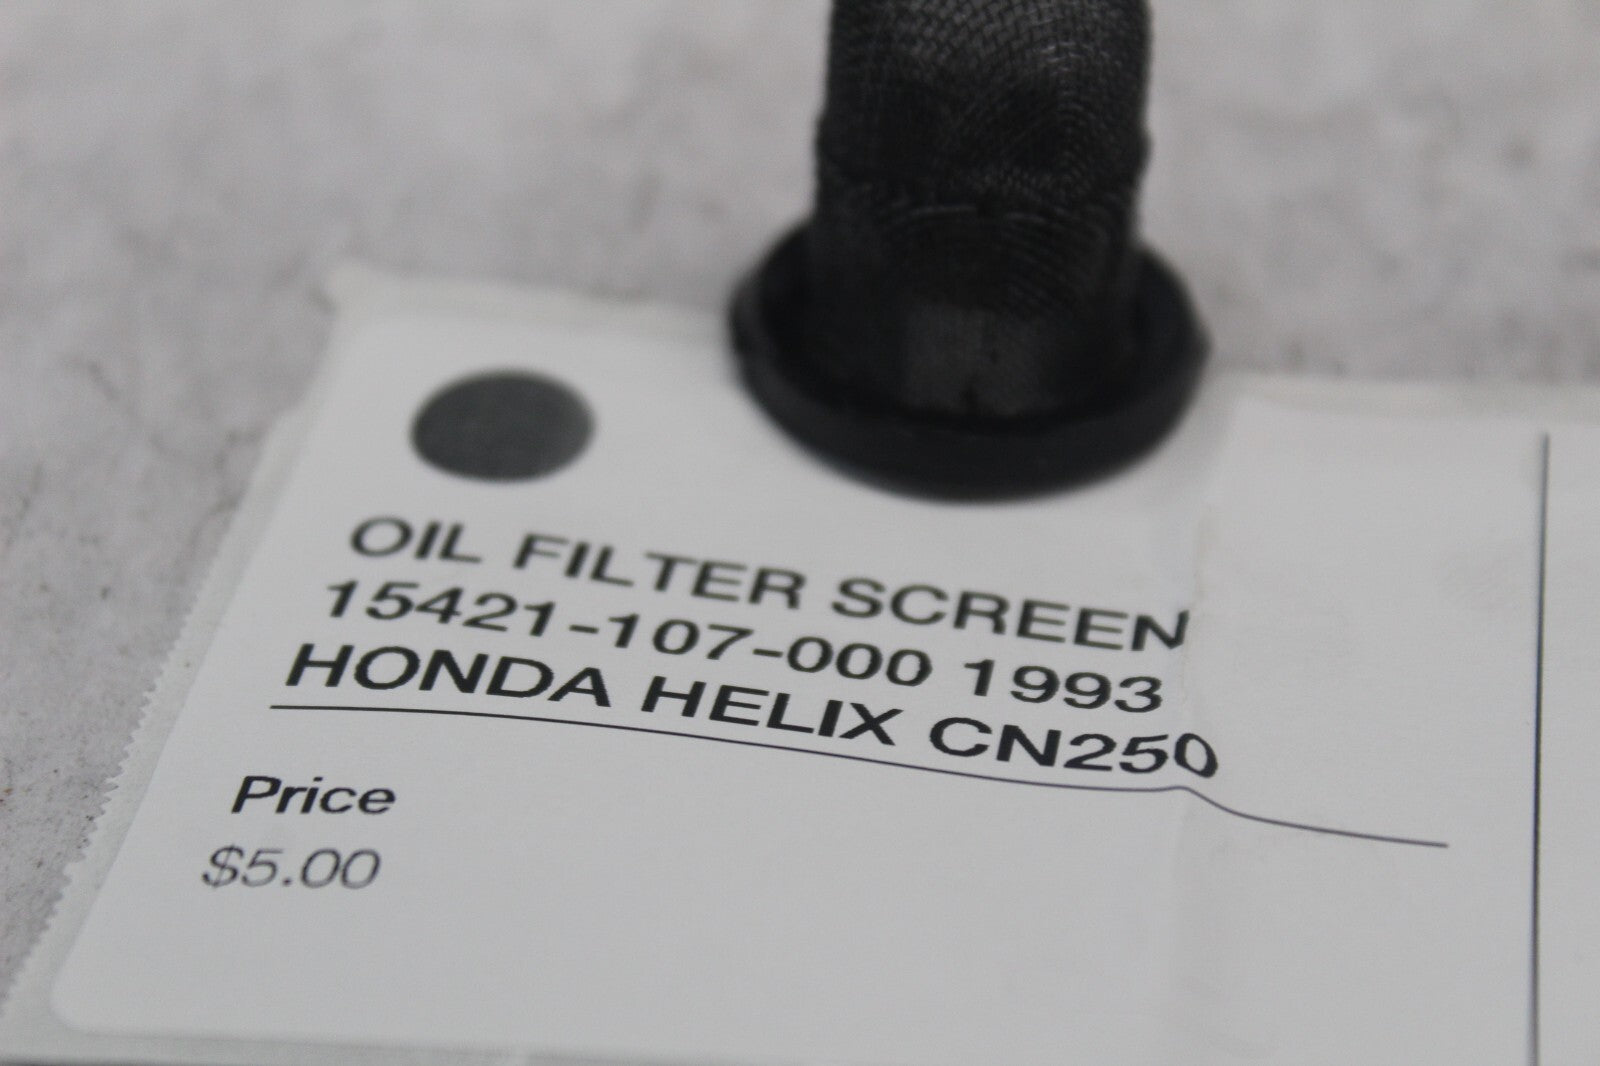 OIL FILTER SCREEN
15421-107-000 1993
HONDA HELIX CN250
Price
$5.00